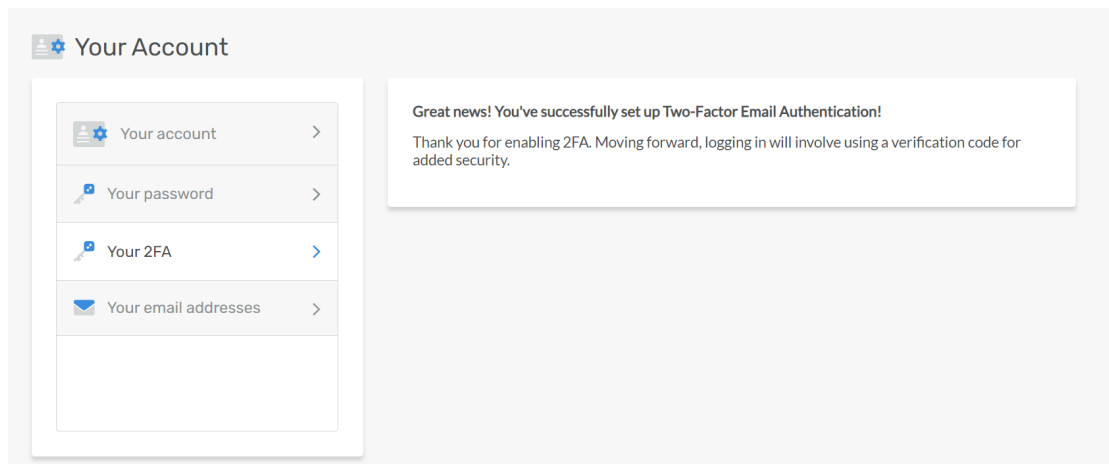 Your Account
Your account
Your password
Your 2FA
Your email addresses
Great news! You've successfully set up Two-Factor Email Authentication!
Thank you for enabling 2FA. Moving forward, logging in will involve using a verification code for
added security.